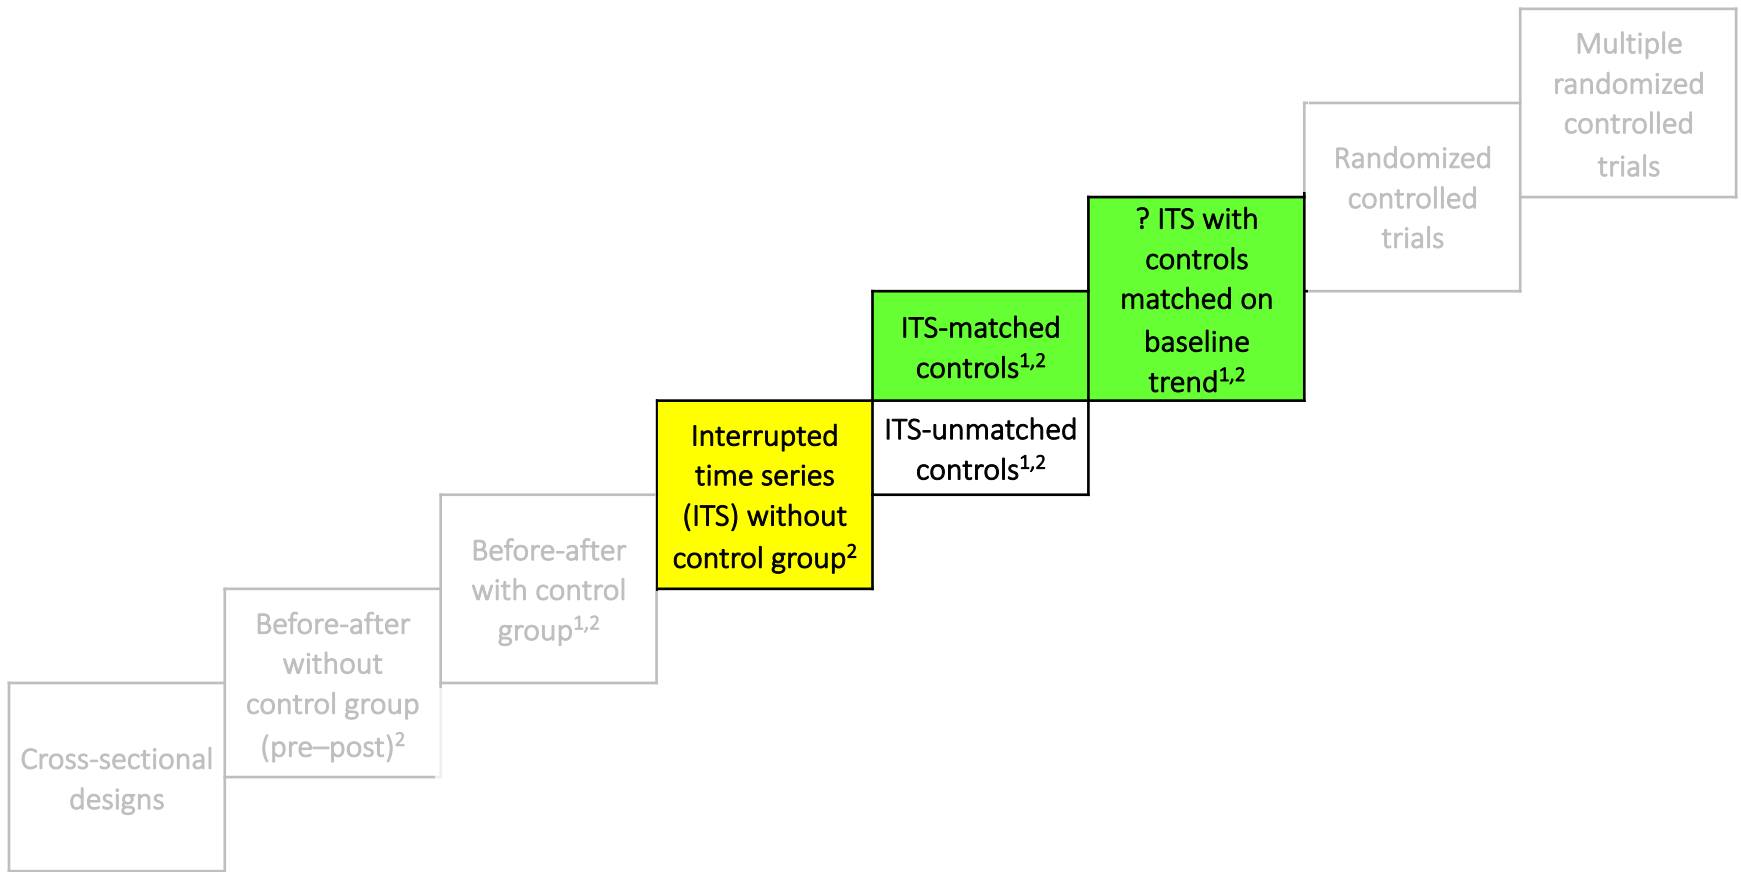 Multiple
randomized
controlled
trials
Randomized
controlled
trials
? ITS with
controls
matched on
baseline
trend¹,²
ITS-matched
controls¹,²
ITS-unmatched
controls¹,²
Interrupted
time series
(ITS) without
control group²
Before-after
with control
group¹,²
Before-after
without
control group
(pre–post)²
Cross-sectional
designs